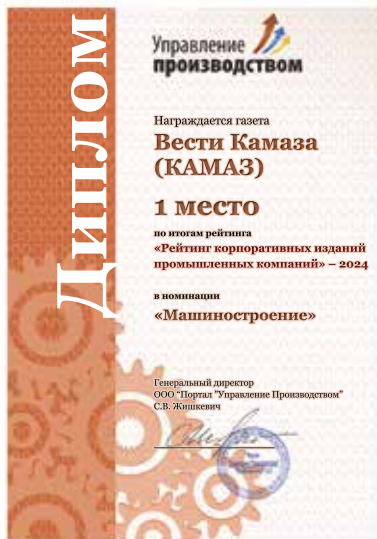 Диплом
Управление
производством
Награждается газета
Вести Камаза
(КАМАЗ)
1 место
по итогам рейтинга
«Рейтинг корпоративных изданий
промышленных компаний» – 2024
в номинации
«Машиностроение»
Генеральный директор
ООО “Портал ”Управление Производством”
С.В. Жишкевич